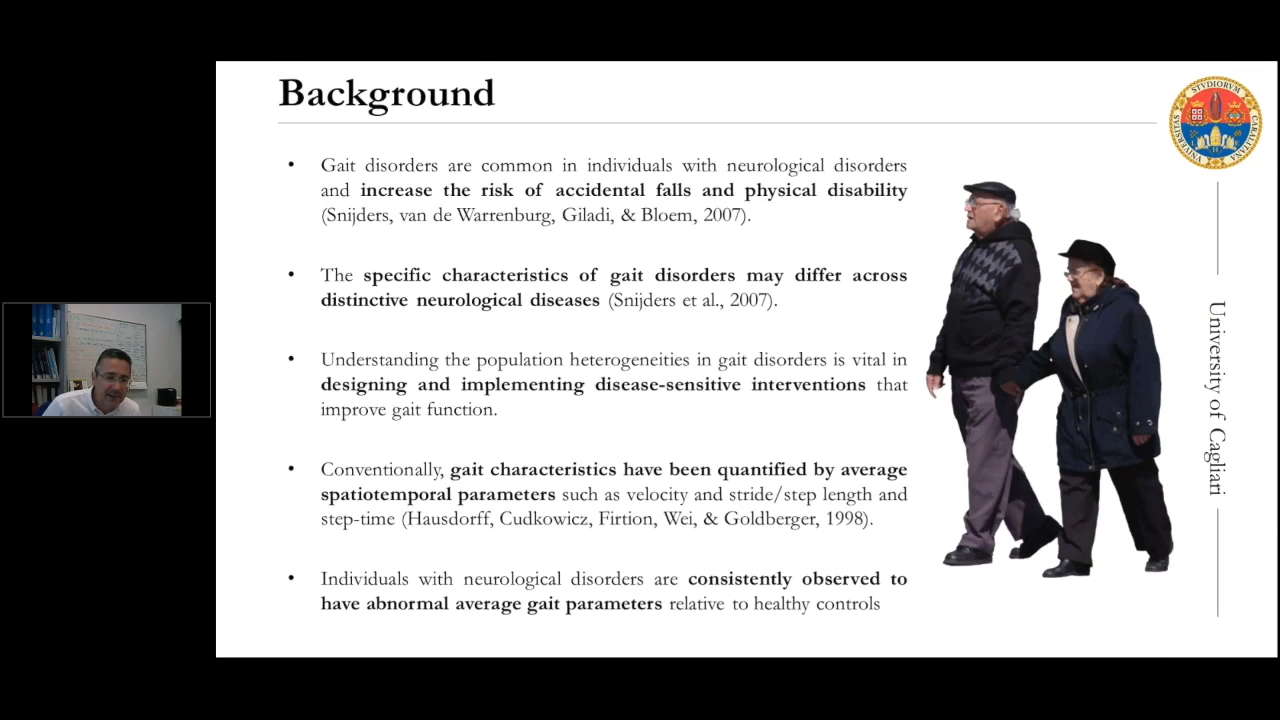 Background
• Gait disorders are common in individuals with neurological disorders
and increase the risk of accidental falls and physical disability
(Snijders, van de Warrenburg, Giladi, & Bloem, 2007).
• The specific characteristics of gait disorders may differ across
distinctive neurological diseases (Snijders et al., 2007).
• Understanding the population heterogeneities in gait disorders is vital in
designing and implementing disease-sensitive interventions that
improve gait function.
• Conventionally, gait characteristics have been quantified by average
spatiotemporal parameters such as velocity and stride/step length and
step-time (Hausdorff, Cudkowicz, Firtion, Wei, & Goldberger, 1998).
• Individuals with neurological disorders are consistently observed to
have abnormal average gait parameters relative to healthy controls
STVDIORVM
VNIVERSITAS
CARALITANA
University of Cagliari